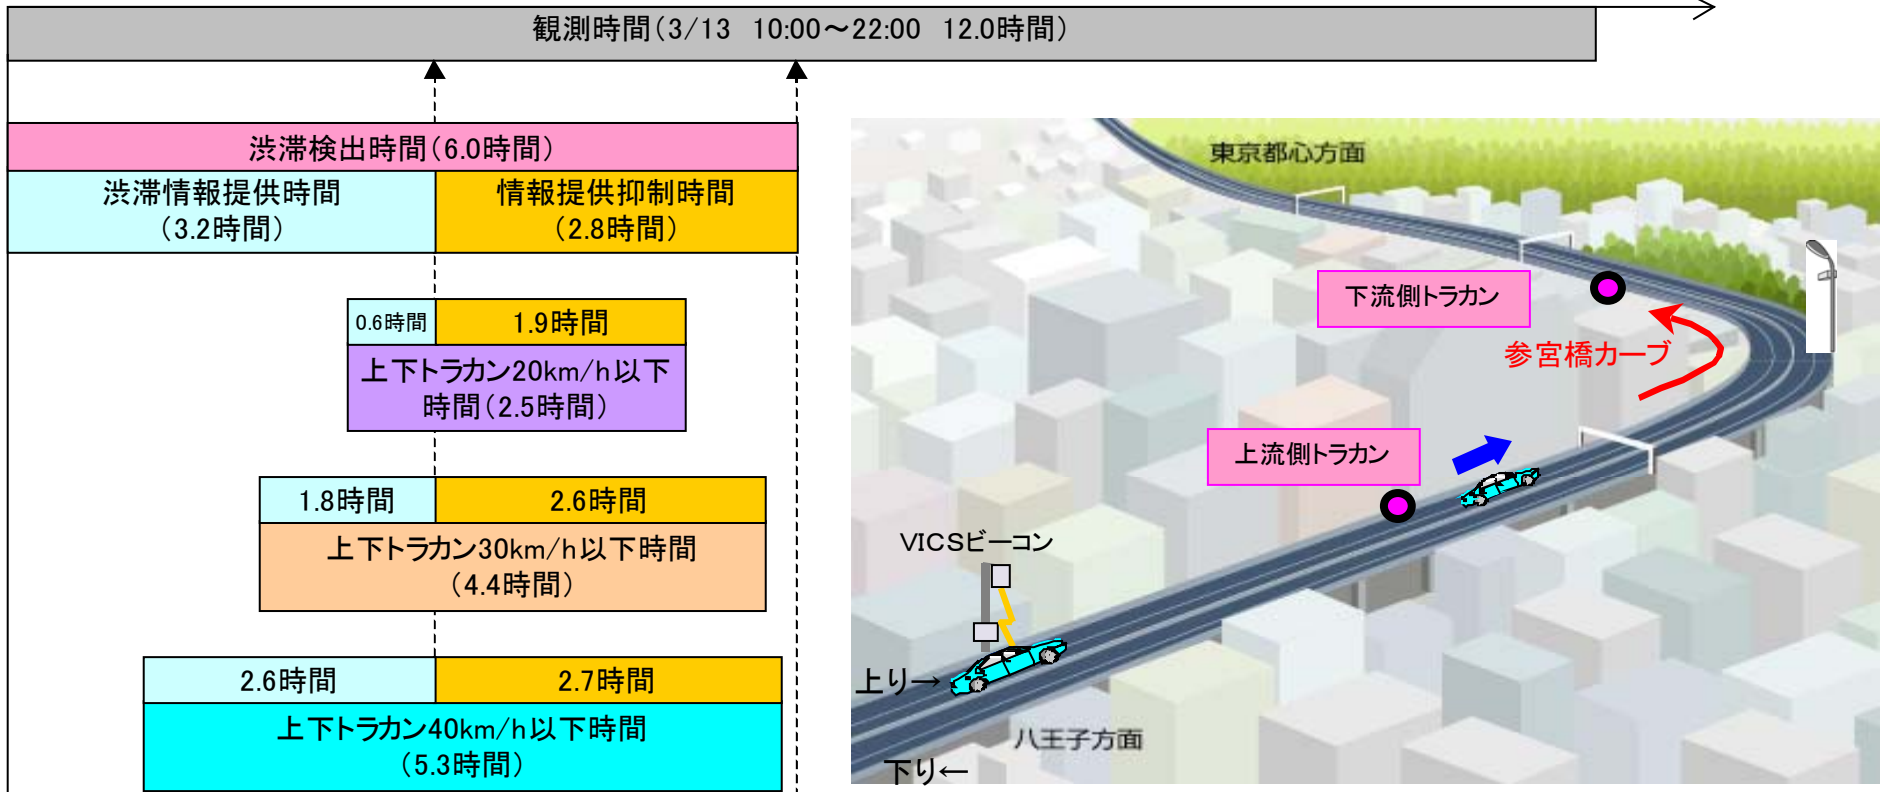 観測時間(3/13 10:00～22:00 12.0時間)
渋滞検出時間(6.0時間)
渋滞情報提供時間
(3.2時間)
情報提供抑制時間
(2.8時間)
0.6時間
1.9時間
上下トラカン20km/h以下
時間(2.5時間)
1.8時間
2.6時間
上下トラカン30km/h以下時間
(4.4時間)
2.6時間
2.7時間
上下トラカン40km/h以下時間
(5.3時間)
東京都心方面
下流側トラカン
参宮橋カーブ
上流側トラカン
VICSビーコン
上り→
八王子方面
下り←